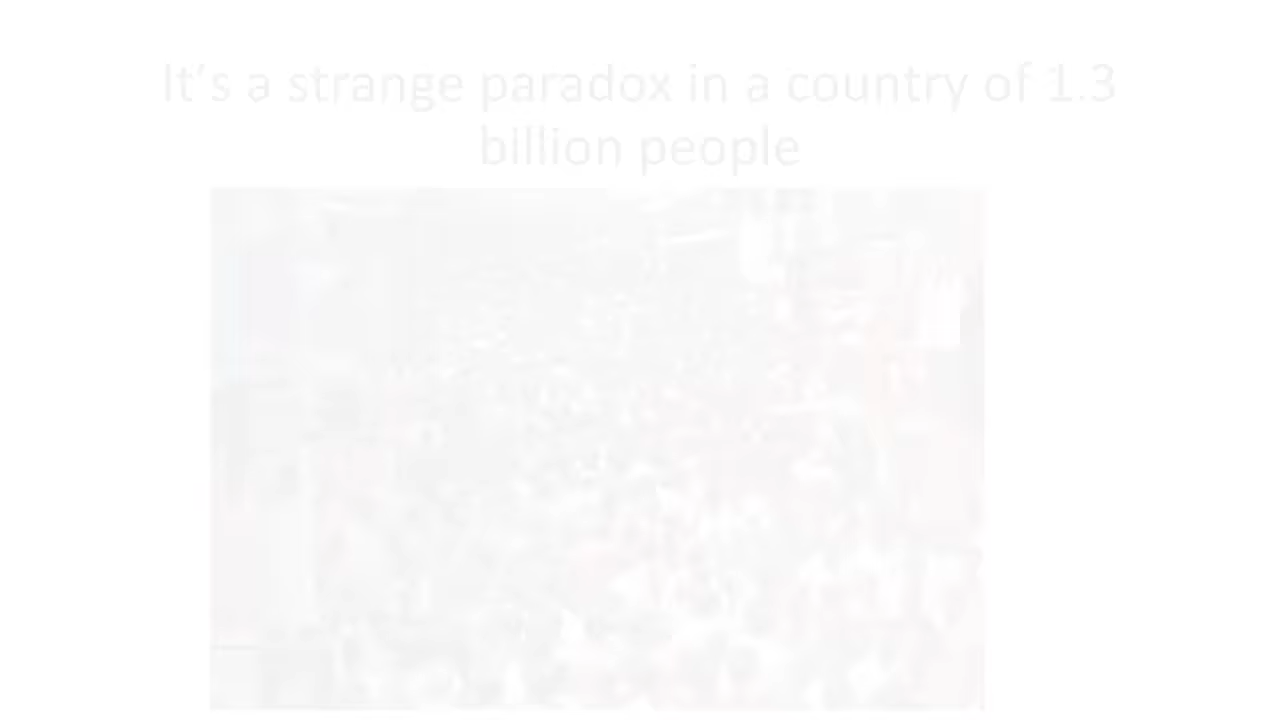 It's a strange paradox in a country of 1.3
billion people